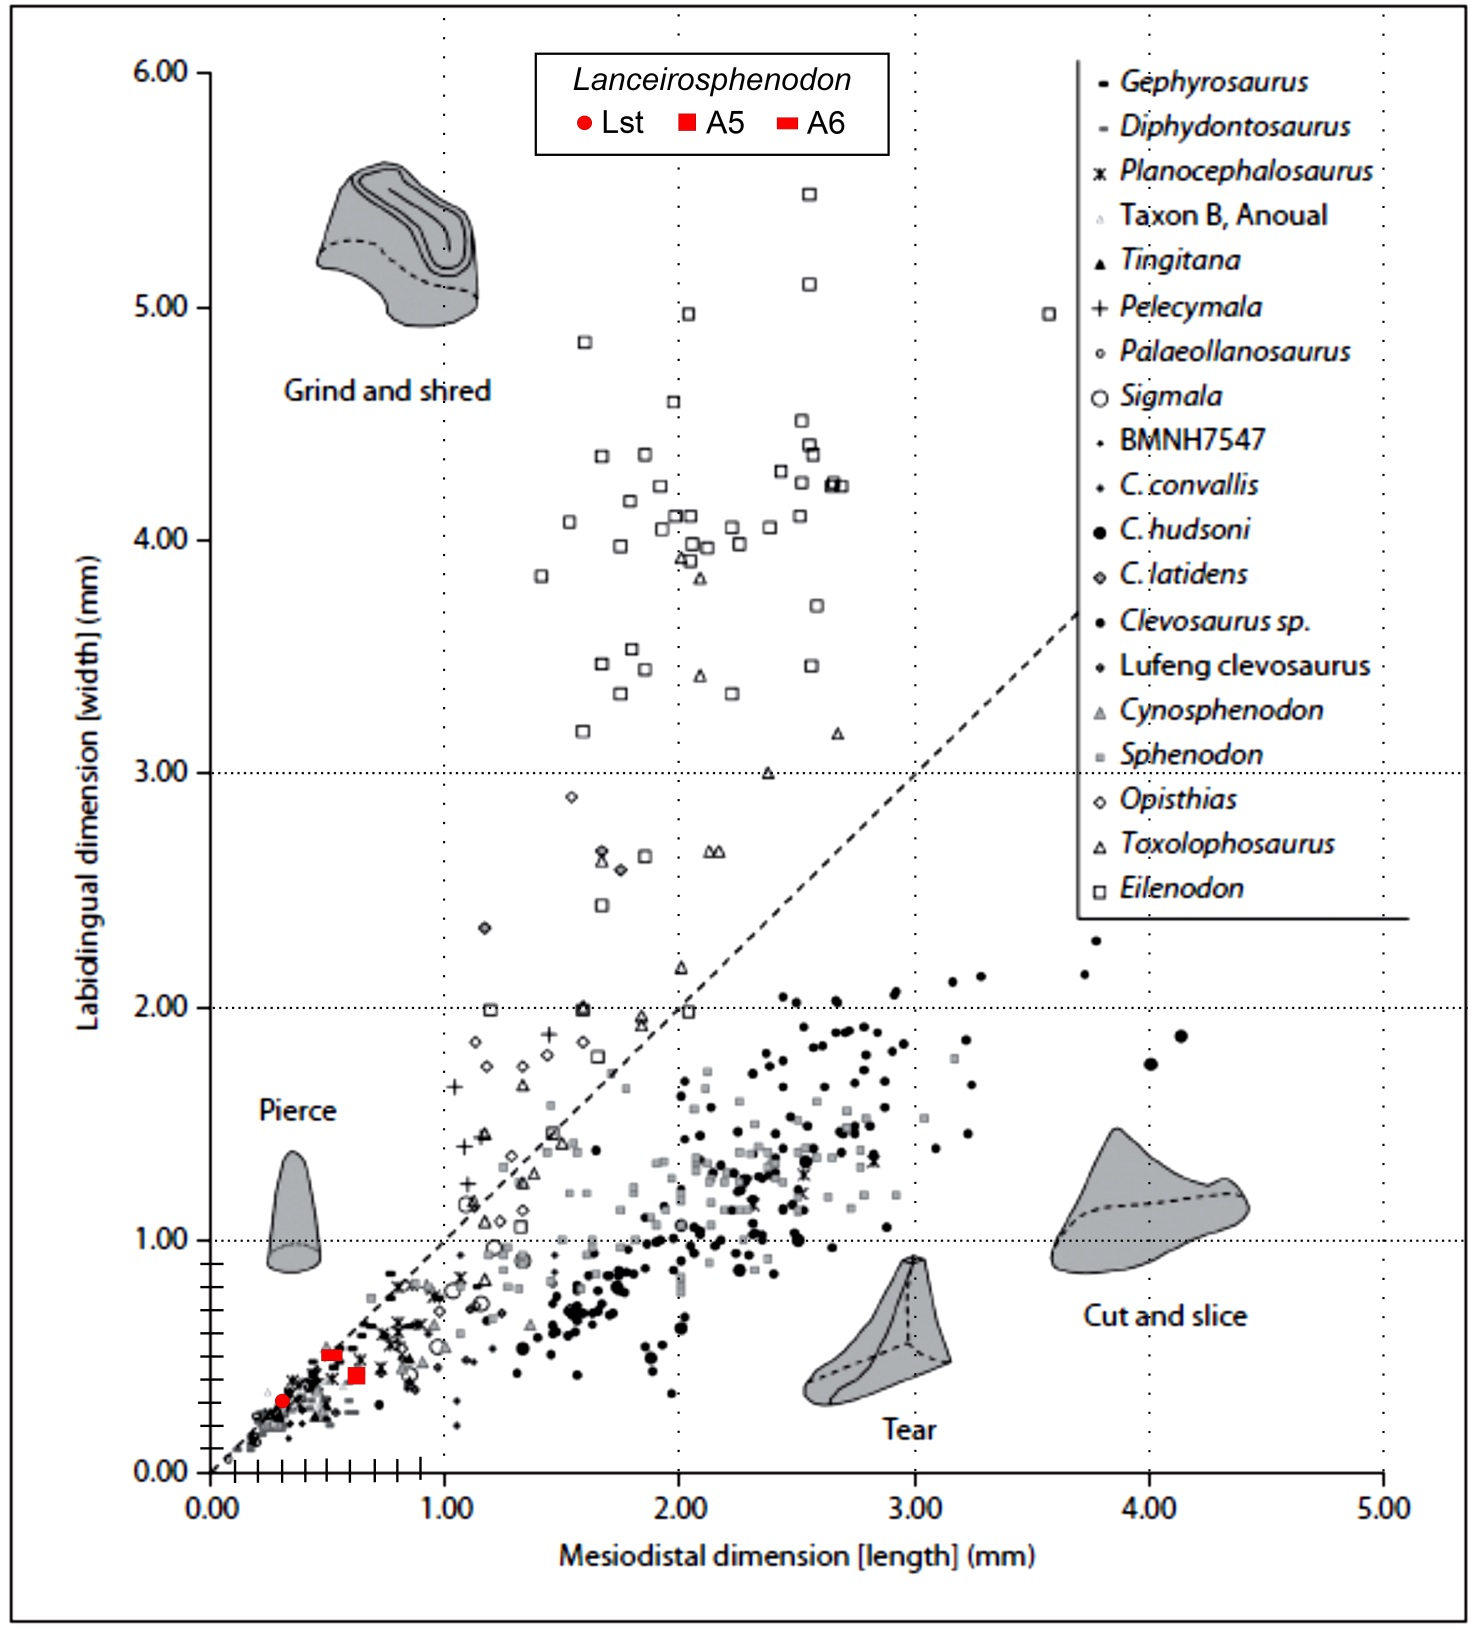 Lanceirosphenodon
Lst A5 A6
Gephyrosaurus
Diphydontosaurus
Planocephalosaurus
Taxon B, Anoual
Tingitana
Pelecymala
Palaeollanosaurus
Sigmala
BMNH7547
C. convallis
C. hudsoni
C. latidens
Clevosaurus sp.
Lufeng clevosaurus
Cynosphenodon
Sphenodon
Opisthias
Toxolophosaurus
Eilenodon
Grind and shred
Pierce
Cut and slice
Tear
Labiolingual dimension [width] (mm)
6.00
5.00
4.00
3.00
2.00
1.00
0.00
0.00 1.00 2.00 3.00 4.00 5.00
Mesiodistal dimension [length] (mm)